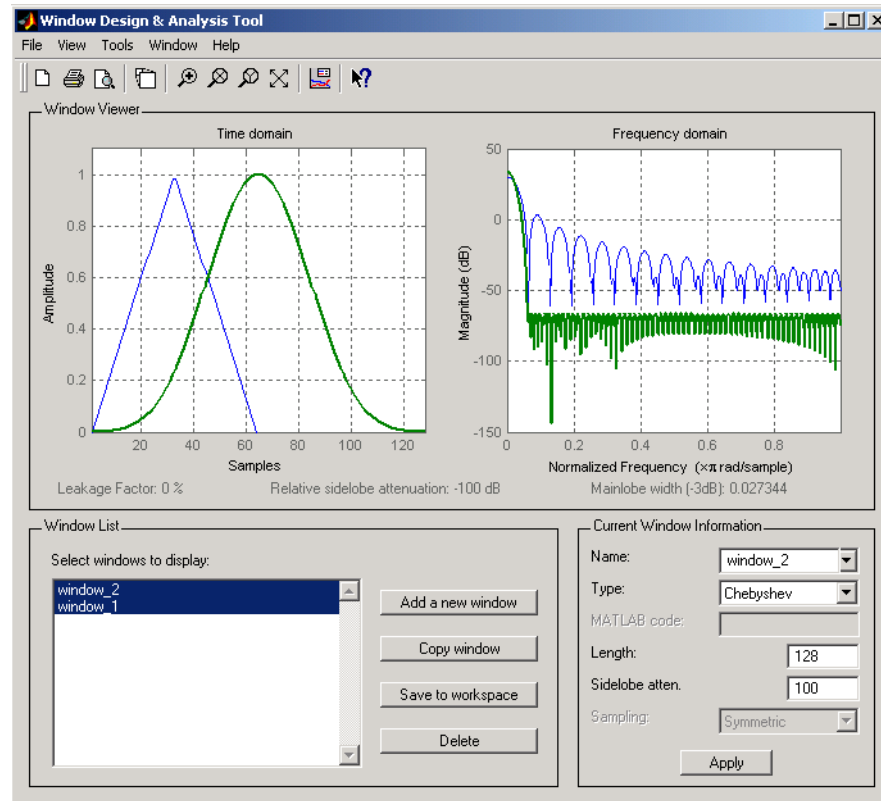 Window Design & Analysis Tool
File View Tools Window Help
Window Viewer
Time domain
1
0.8
0.6
0.4
0.2
0
Amplitude
20 40 60 80 100 120
Samples
Frequency domain
50
0
-50
-100
-150
Magnitude (dB)
0 0.2 0.4 0.6 0.8
Normalized Frequency (×π rad/sample)
Leakage Factor: 0 % Relative sidelobe attenuation: -100 dB Mainlobe width (-3dB): 0.027344
Window List
Select windows to display:
window_2
window_1
Add a new window
Copy window
Save to workspace
Delete
Current Window Information
Name: window_2
Type: Chebyshev
MATLAB code:
Length: 128
Sidelobe atten. 100
Sampling: Symmetric
Apply